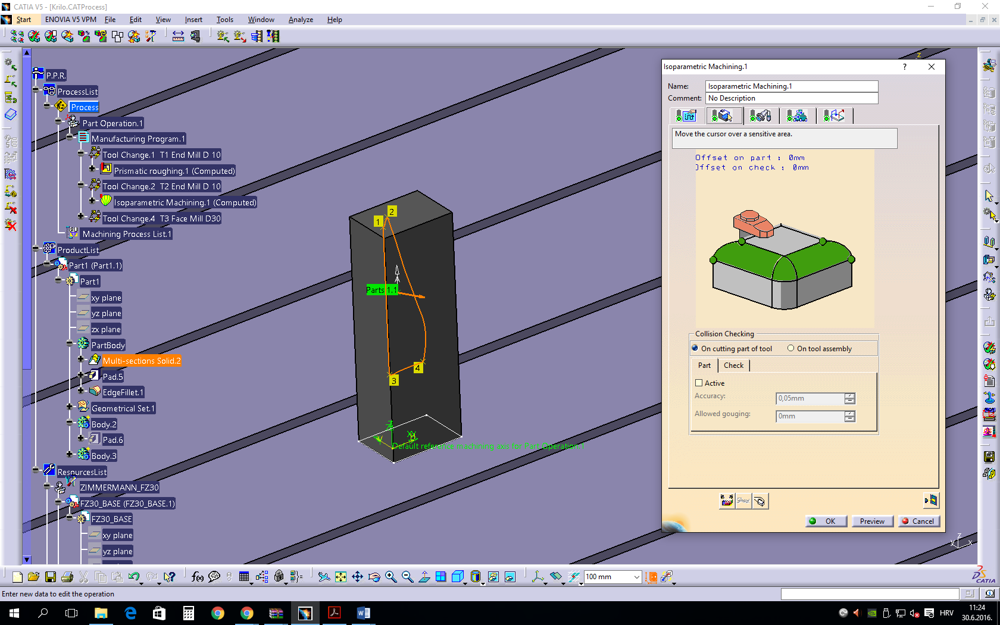 CATIA V5 - [Krilo.CATProcess]
Start ENOVIA V5 VPM File Edit View Insert Tools Window Analyze Help
P.P.R.
ProcessList
Process
Part Operation.1
Manufacturing Program.1
Tool Change.1 T1 End Mill D 10
Prismatic roughing.1 (Computed)
Tool Change.2 T2 End Mill D 10
Isoparametric Machining.1 (Computed)
Tool Change.4 T3 Face Mill D30
Machining Process List.1
ProductList
Part1 (Part1.1)
Part1
xy plane
yz plane
zx plane
PartBody
Multi-sections Solid.2
Pad.5
EdgeFillet.1
Geometrical Set.1
Body.2
Pad.6
Body.3
ResourcesList
ZIMMERMANN_FZ30
FZ30_BASE (FZ30_BASE.1)
FZ30_BASE
xy plane
yz plane
1
2
Parts 1.1
4
3
Default reference machining axis for Part Operation
z
Isoparametric Machining.1
Name: Isoparametric Machining.1
Comment: No Description
Move the cursor over a sensitive area.
Offset on part : 0mm
Offset on check : 0mm
Collision Checking
On cutting part of tool On tool assembly
Part Check
Active
Accuracy: 0,05mm
Allowed gouging: 0mm
OK Preview Cancel
z
y x
f(x)
100 mm
CATIA
Enter new data to edit the operation
HRV
11:24
30.6.2016.